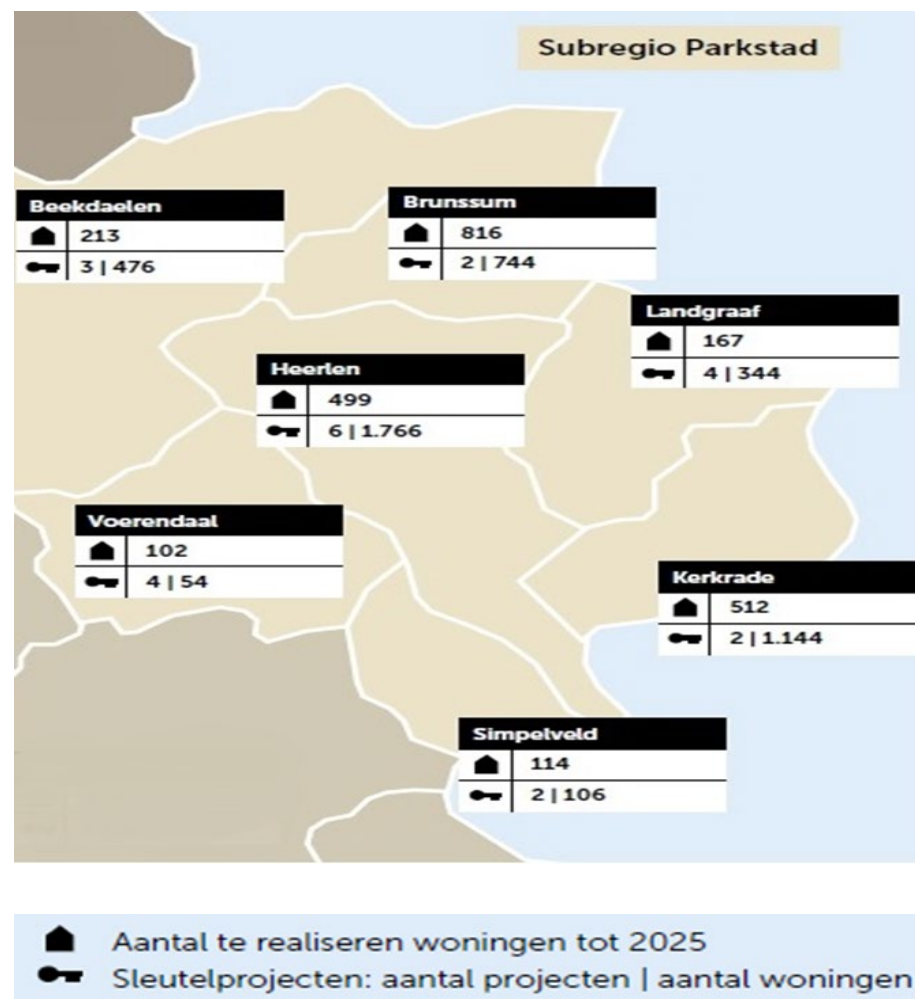 Subregio Parkstad
Beekdaelen
213
3 | 476
Brunssum
816
2 | 744
Landgraaf
167
4 | 344
Heerlen
499
6 | 1.766
Voerendaal
102
4 | 54
Kerkrade
512
2 | 1.144
Simpelveld
114
2 | 106
Aantal te realiseren woningen tot 2025
Sleutelprojecten: aantal projecten | aantal woningen